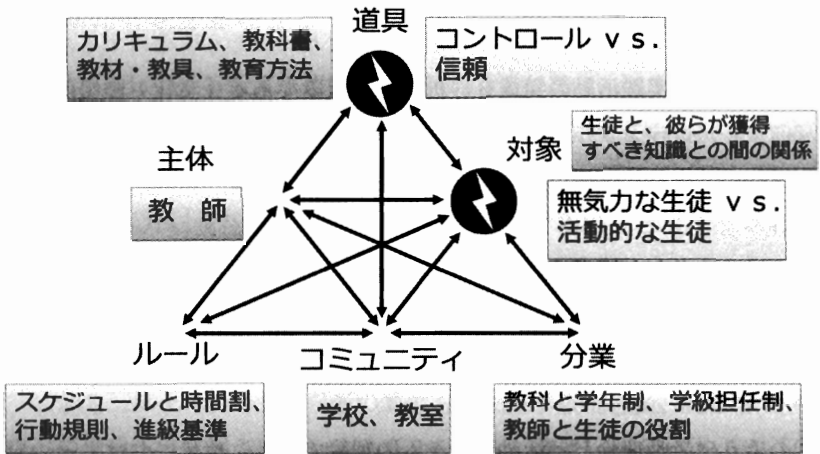 道具
カリキュラム、教科書、
教材・教具、教育方法
コントロール ｖｓ.
信頼
主体
教 師
対象
生徒と、彼らが獲得
すべき知識との間の関係
無気力な生徒 ｖｓ.
活動的な生徒
ルール
コミュニティ
分業
スケジュールと時間割、
行動規則、進級基準
学校、教室
教科と学年制、学級担任制、
教師と生徒の役割